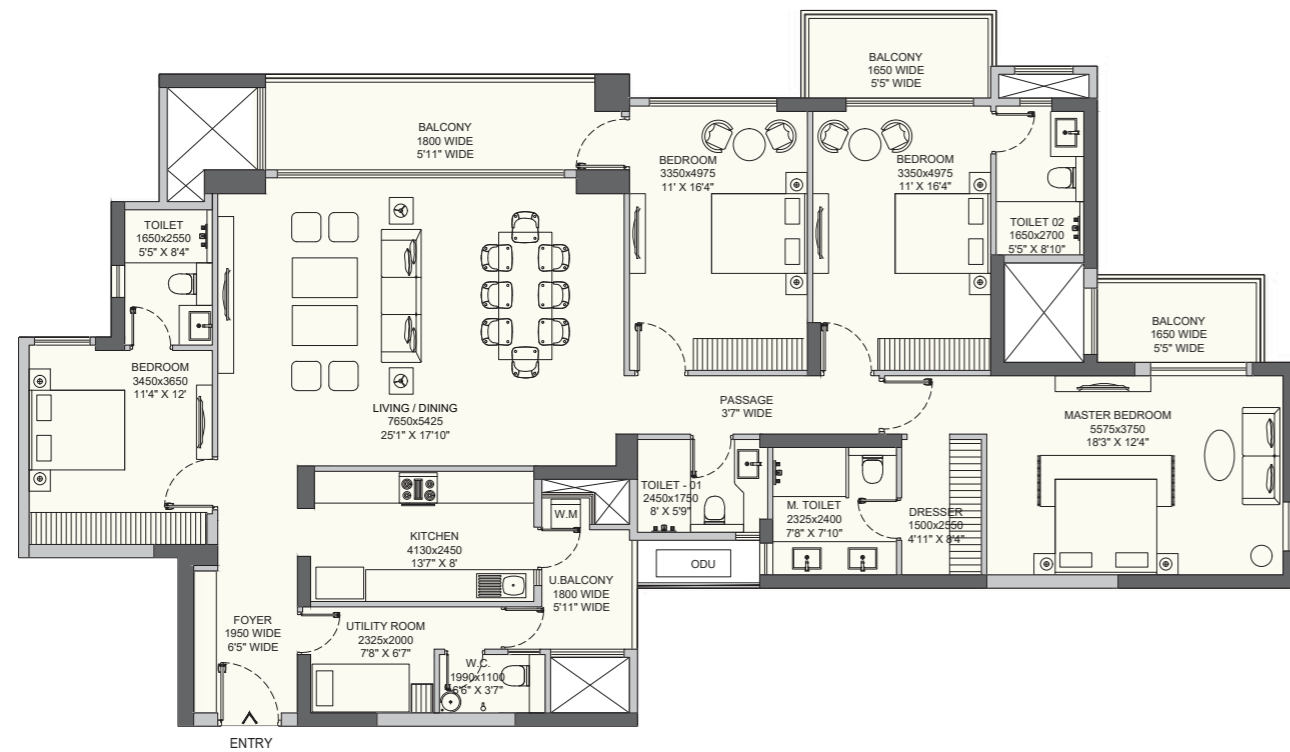 BALCONY
1650 WIDE
5'5" WIDE
BALCONY
1800 WIDE
5'11" WIDE
BEDROOM
3350x4975
11' X 16'4"
BEDROOM
3350x4975
11' X 16'4"
TOILET
1650x2550
5'5" X 8'4"
TOILET 02
1650x2700
5'5" X 8'10"
BALCONY
1650 WIDE
5'5" WIDE
BEDROOM
3450x3650
11'4" X 12'
LIVING / DINING
7650x5425
25'1" X 17'10"
PASSAGE
3'7" WIDE
MASTER BEDROOM
5575x3750
18'3" X 12'4"
TOILET - 01
2450x1750
8' X 5'9"
M. TOILET
2325x2400
7'8" X 7'10"
DRESSER
1500x2550
4'11" X 8'4"
W.M
KITCHEN
4130x2450
13'7" X 8'
ODU
U.BALCONY
1800 WIDE
5'11" WIDE
FOYER
1950 WIDE
6'5" WIDE
UTILITY ROOM
2325x2000
7'8" X 6'7"
W.C.
1990x1100
6'6" X 3'7"
ENTRY